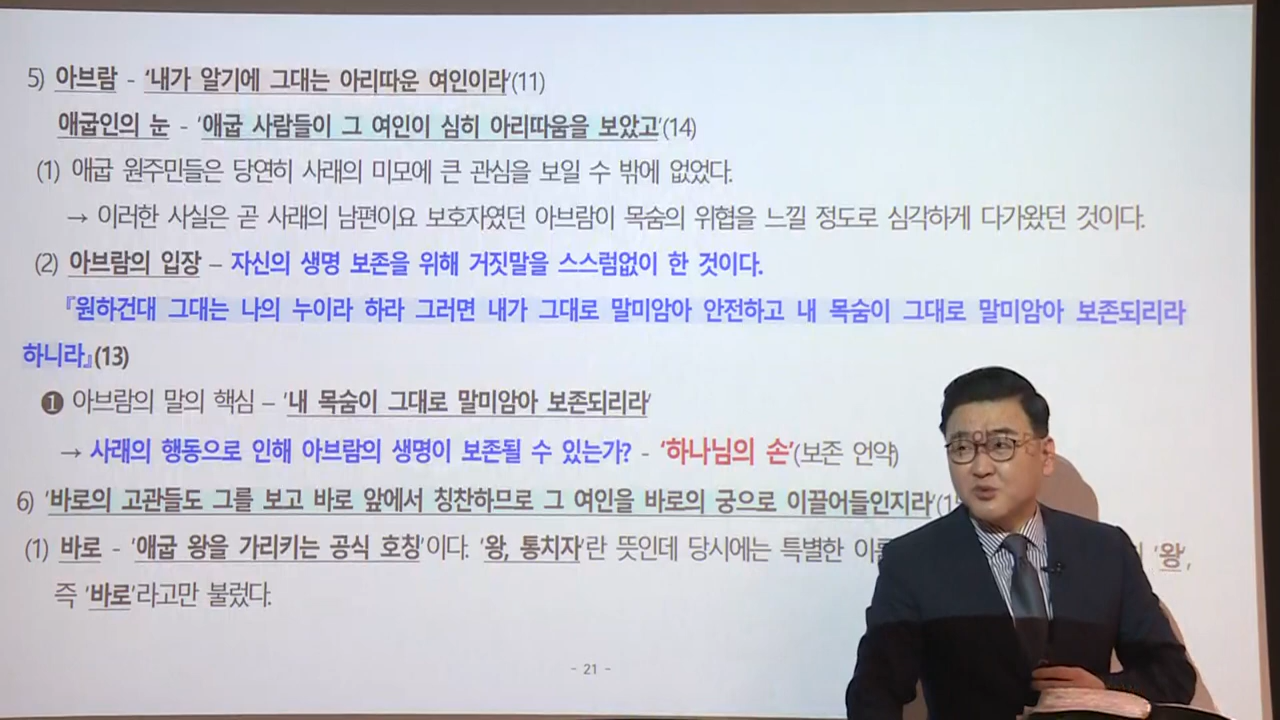 5) 아브람 - '내가 알기에 그대는 아리따운 여인이라'(11)
애굽인의 눈 - '애굽 사람들이 그 여인이 심히 아리따움을 보았고'(14)
(1) 애굽 원주민들은 당연히 사래의 미모에 큰 관심을 보일 수 밖에 없었다.
→ 이러한 사실은 곧 사래의 남편이요 보호자였던 아브람이 목숨의 위협을 느낄 정도로 심각하게 다가왔던 것이다.
(2) 아브람의 입장 – 자신의 생명 보존을 위해 거짓말을 스스럼없이 한 것이다.
『원하건대 그대는 나의 누이라 하라 그러면 내가 그대로 말미암아 안전하고 내 목숨이 그대로 말미암아 보존되리라
하니라』(13)
❶ 아브람의 말의 핵심 – '내 목숨이 그대로 말미암아 보존되리라'
→ 사래의 행동으로 인해 아브람의 생명이 보존될 수 있는가? - '하나님의 손'(보존 언약)
6) '바로의 고관들도 그를 보고 바로 앞에서 칭찬하므로 그 여인을 바로의 궁으로 이끌어들인지라'
(1) 바로 - '애굽 왕을 가리키는 공식 호칭'이다. '왕, 통치자'란 뜻인데 당시에는 특별한 '왕',
즉 '바로'라고만 불렀다.
- 21 -